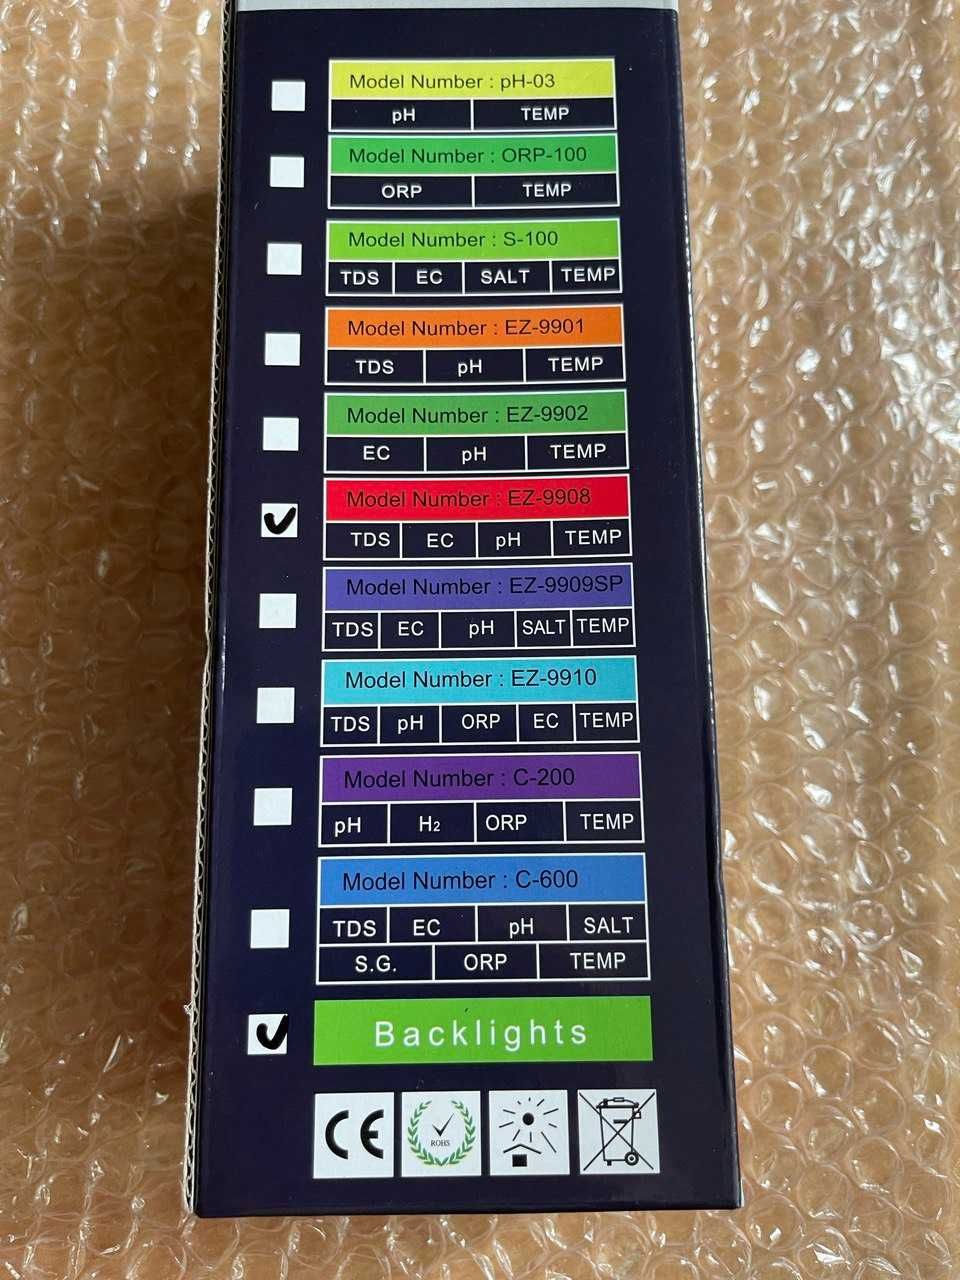 Model Number : pH-03
pH TEMP
Model Number : ORP-100
ORP TEMP
Model Number : S-100
TDS EC SALT TEMP
Model Number : EZ-9901
TDS pH TEMP
Model Number : EZ-9902
EC pH TEMP
Model Number : EZ-9908
TDS EC pH TEMP
Model Number : EZ-9909SP
TDS EC pH SALT TEMP
Model Number : EZ-9910
TDS pH ORP EC TEMP
Model Number : C-200
pH H₂ ORP TEMP
Model Number : C-600
TDS EC pH SALT
S.G. ORP TEMP
Backlights
CE ROHS